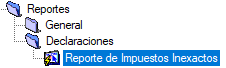 Reportes
General
Declaraciones
Reporte de Impuestos Inexactos